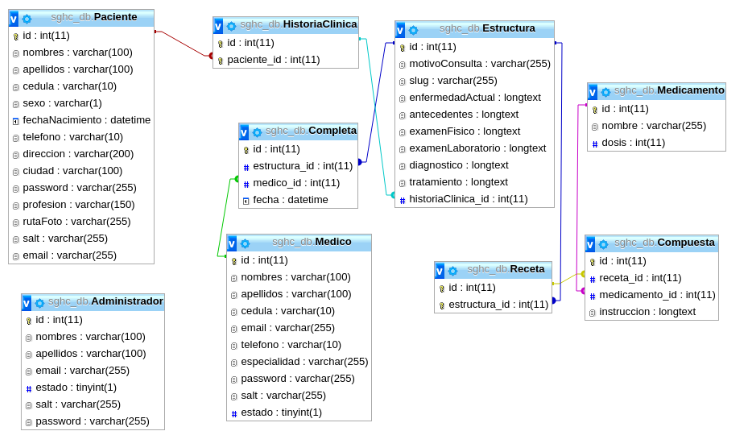 sghc_db.Paciente
id : int(11)
nombres : varchar(100)
apellidos : varchar(100)
cedula : varchar(10)
sexo : varchar(1)
fechaNacimiento : datetime
telefono : varchar(10)
direccion : varchar(200)
ciudad : varchar(100)
password : varchar(255)
profesion : varchar(150)
rutaFoto : varchar(255)
salt : varchar(255)
email : varchar(255)
sghc_db.Administrador
id : int(11)
nombres : varchar(100)
apellidos : varchar(100)
email : varchar(255)
estado : tinyint(1)
salt : varchar(255)
password : varchar(255)
sghc_db.HistoriaClinica
id : int(11)
paciente_id : int(11)
sghc_db.Completa
id : int(11)
estructura_id : int(11)
medico_id : int(11)
fecha : datetime
sghc_db.Medico
id : int(11)
nombres : varchar(100)
apellidos : varchar(100)
cedula : varchar(10)
email : varchar(255)
telefono : varchar(10)
especialidad : varchar(255)
password : varchar(255)
salt : varchar(255)
estado : tinyint(1)
sghc_db.Estructura
id : int(11)
motivoConsulta : varchar(255)
slug : varchar(255)
enfermedadActual : longtext
antecedentes : longtext
examenFisico : longtext
examenLaboratorio : longtext
diagnostico : longtext
tratamiento : longtext
historiaClinica_id : int(11)
sghc_db.Receta
id : int(11)
estructura_id : int(11)
sghc_db.Medicamento
id : int(11)
nombre : varchar(255)
dosis : int(11)
sghc_db.Compuesta
id : int(11)
receta_id : int(11)
medicamento_id : int(11)
instruccion : longtext